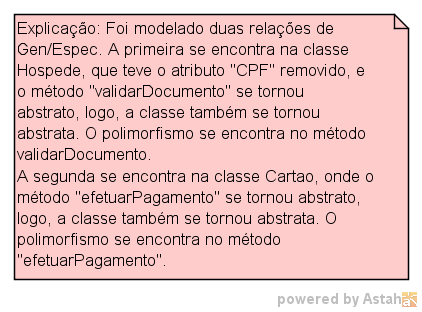 Explicação: Foi modelado duas relações de
Gen/Espec. A primeira se encontra na classe
Hospede, que teve o atributo "CPF" removido, e
o método "validarDocumento" se tornou
abstrato, logo, a classe também se tornou
abstrata. O polimorfismo se encontra no método
validarDocumento.
A segunda se encontra na classe Cartao, onde o
método "efetuarPagamento" se tornou abstrato,
logo, a classe também se tornou abstrata. O
polimorfismo se encontra no método
"efetuarPagamento".
powered by Astah